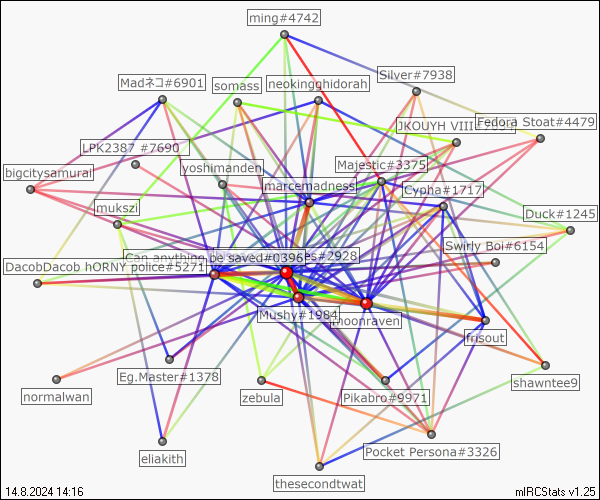 ming#4742
Silver#7938
Madネコ#6901
somass
neokingghidorah
Fedora Stoat#4479
JKOUYH VIII
LPK2387 #7690
Majestic#3375
yoshimanden
bigcitysamurai
marcemadness
Cypha#1717
mukszi
Duck#1245
Swirly Boi#6154
Can anything be saved#0396
#2928
DacobDacob hORNY police#5271
Mushy#1984
moonraven
frisout
Eg.Master#1378
shawntee9
normalwan
zebula
Pikabro#9971
eliakith
Pocket Persona#3326
thesecondtwat
14.8.2024 14:16
mIRCStats v1.25